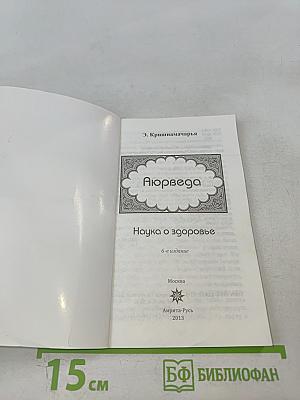 Э. Кришнамачарья
Аюрведа
Наука о здоровье
6-е издание
Москва
Амрита-Русь
2013
15 см
БФ БИБЛИОФАН